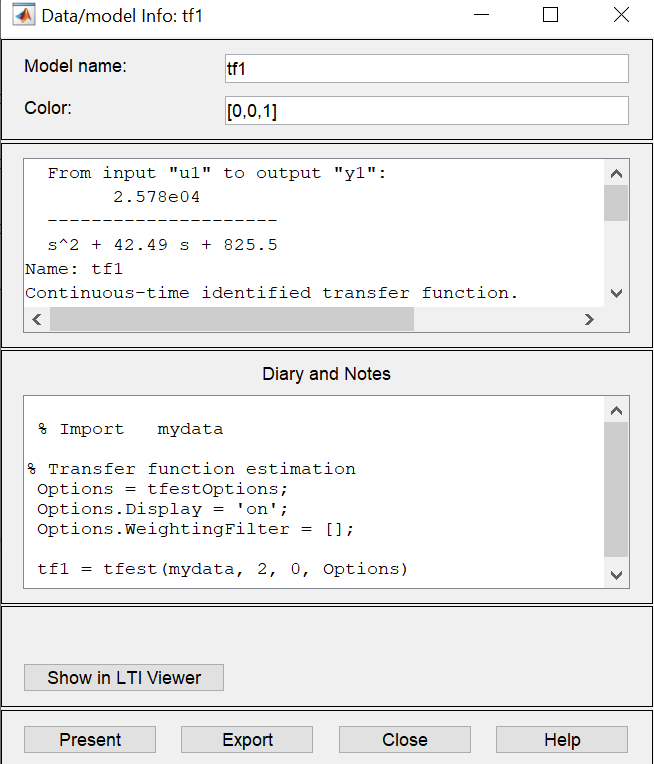 Data/model Info: tf1
Model name:
tf1
Color:
[0,0,1]
From input "u1" to output "y1":
2.578e04
---------------------
s^2 + 42.49 s + 825.5
Name: tf1
Continuous-time identified transfer function.
Diary and Notes
% Import   mydata
% Transfer function estimation
Options = tfestOptions;
Options.Display = 'on';
Options.WeightingFilter = [];
tf1 = tfest(mydata, 2, 0, Options)
Show in LTI Viewer
Present
Export
Close
Help